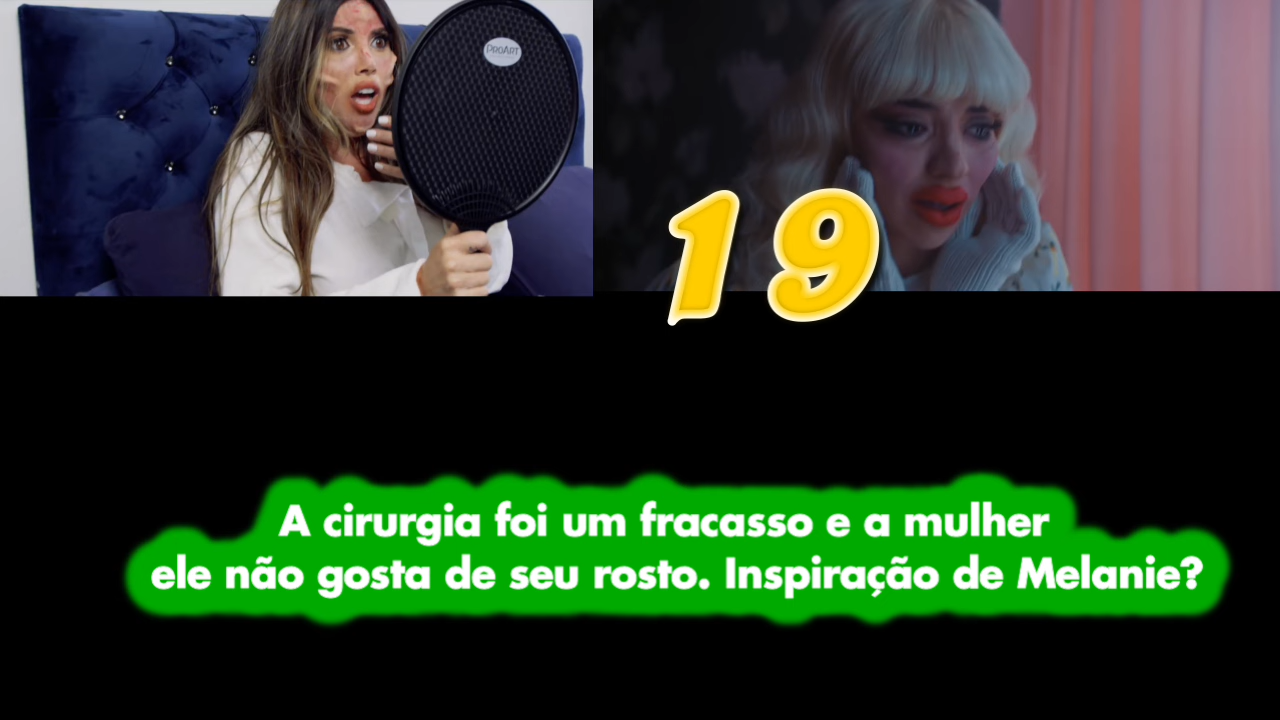 PROART
19
A cirurgia foi um fracasso e a mulher
ele não gosta de seu rosto. Inspiração de Melanie?